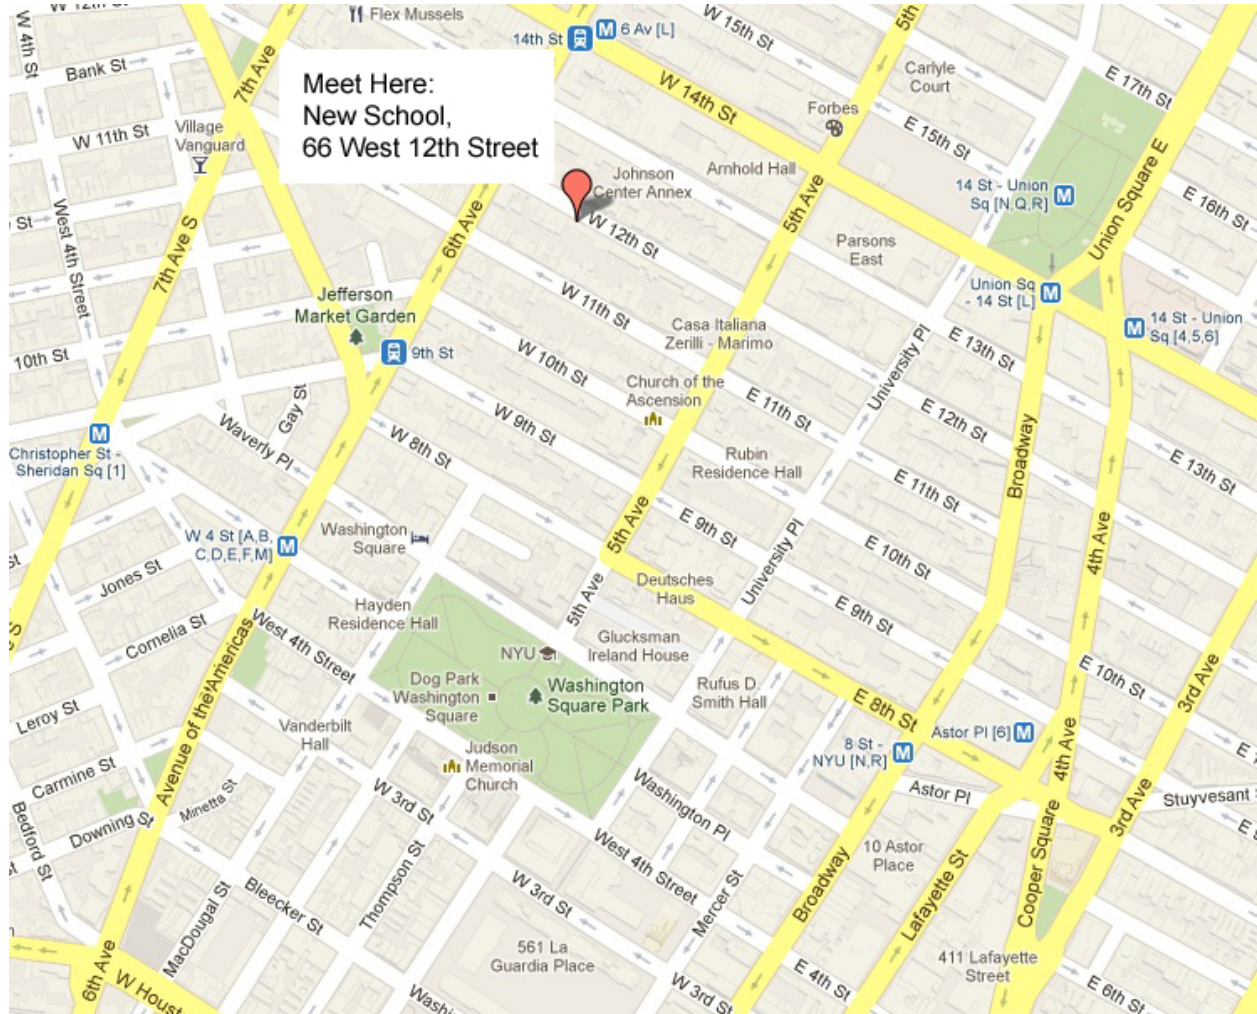 W 12th St
W 4th St
Flex Mussels
14th St
6 Av [L]
W 15th St
5th
Bank St
7th Ave
Meet Here:
New School,
66 West 12th Street
Carlyle
Court
E 17th St
W 14th St
Forbes
W 11th St
Village
Vanguard
E 15th St
Johnson
Center Annex
Arnhold Hall
14 St - Union
Sq [N,Q,R]
Union Square E
E 16th St
St
West 4th Street
7th Ave S
6th Ave
W 12th St
5th Ave
Parsons
East
Jefferson
Market Garden
W 11th St
Union Sq
- 14 St [L]
14 St - Union
Sq [4,5,6]
Casa Italiana
Zerilli - Marimo
10th St
9th St
W 10th St
University Pl
E 13th St
Church of the
Ascension
Gay St
Waverly Pl
W 8th St
W 9th St
E 11th St
E 12th St
Christopher St -
Sheridan Sq [1]
Rubin
Residence Hall
Broadway
E 13th St
E 11th St
W 4 St [A,B,
C,D,E,F,M]
Washington
Square
5th Ave
E 9th St
University Pl
E 10th St
4th Ave
St
Jones St
Deutsches
Haus
5th Ave
Hayden
Residence Hall
E 9th St
Cornelia St
West 4th Street
NYU
Glucksman
Ireland House
S
Avenue of the Americas
Dog Park
Washington
Square
Washington
Square Park
Rufus D.
Smith Hall
E 8th St
E 10th St
3rd Ave
Leroy St
Vanderbilt
Hall
Judson
Memorial
Church
8 St -
NYU [N,R]
Astor Pl [6]
4th Ave
Carmine St
Minetta St
W 3rd St
Washington Pl
Astor Pl
3rd Ave
Stuyvesant
Bedford St
Downing St
West 4th Street
10 Astor
Place
Cooper Square
Bleecker St
Thompson St
W 3rd St
Mercer St
Broadway
Lafayette St
MacDougal St
561 La
Guardia Place
411 Lafayette
Street
6th Ave
W Houst
Washi
W 3rd St
E 4th St
E 6th St